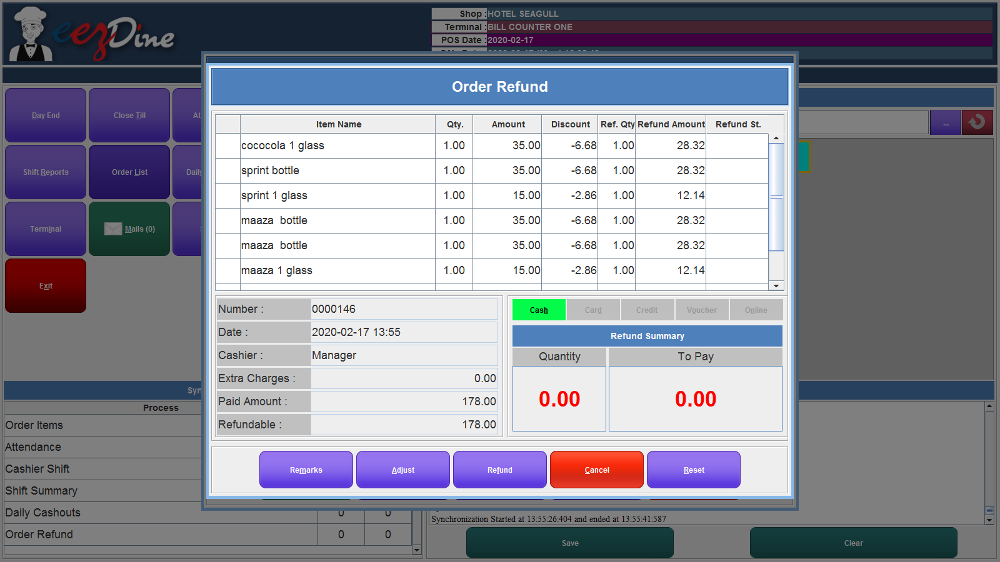 eezDine
Shop : HOTEL SEAGULL
Terminal : BILL COUNTER ONE
POS Date : 2020-02-17
Order Refund
Day End
Close Till
At
Shift Reports
Order List
Daily
Terminal
Mails (0)
Exit
...
Item Name Qty. Amount Discount Ref. Qty Refund Amount Refund St.
cococola 1 glass 1.00 35.00 -6.68 1.00 28.32
sprint bottle 1.00 35.00 -6.68 1.00 28.32
sprint 1 glass 1.00 15.00 -2.86 1.00 12.14
maaza bottle 1.00 35.00 -6.68 1.00 28.32
maaza bottle 1.00 35.00 -6.68 1.00 28.32
maaza 1 glass 1.00 15.00 -2.86 1.00 12.14
Number : 0000146
Date : 2020-02-17 13:55
Cashier : Manager
Extra Charges : 0.00
Paid Amount : 178.00
Refundable : 178.00
Cash Card Credit Voucher Online
Refund Summary
Quantity To Pay
0.00 0.00
Remarks Adjust Refund Cancel Reset
Syn
Process
Order Items
Attendance
Cashier Shift
Shift Summary
Daily Cashouts 0 0
Order Refund 0 0
Synchronization Started at 13:55:26:404 and ended at 13:55:41:587
Save Clear